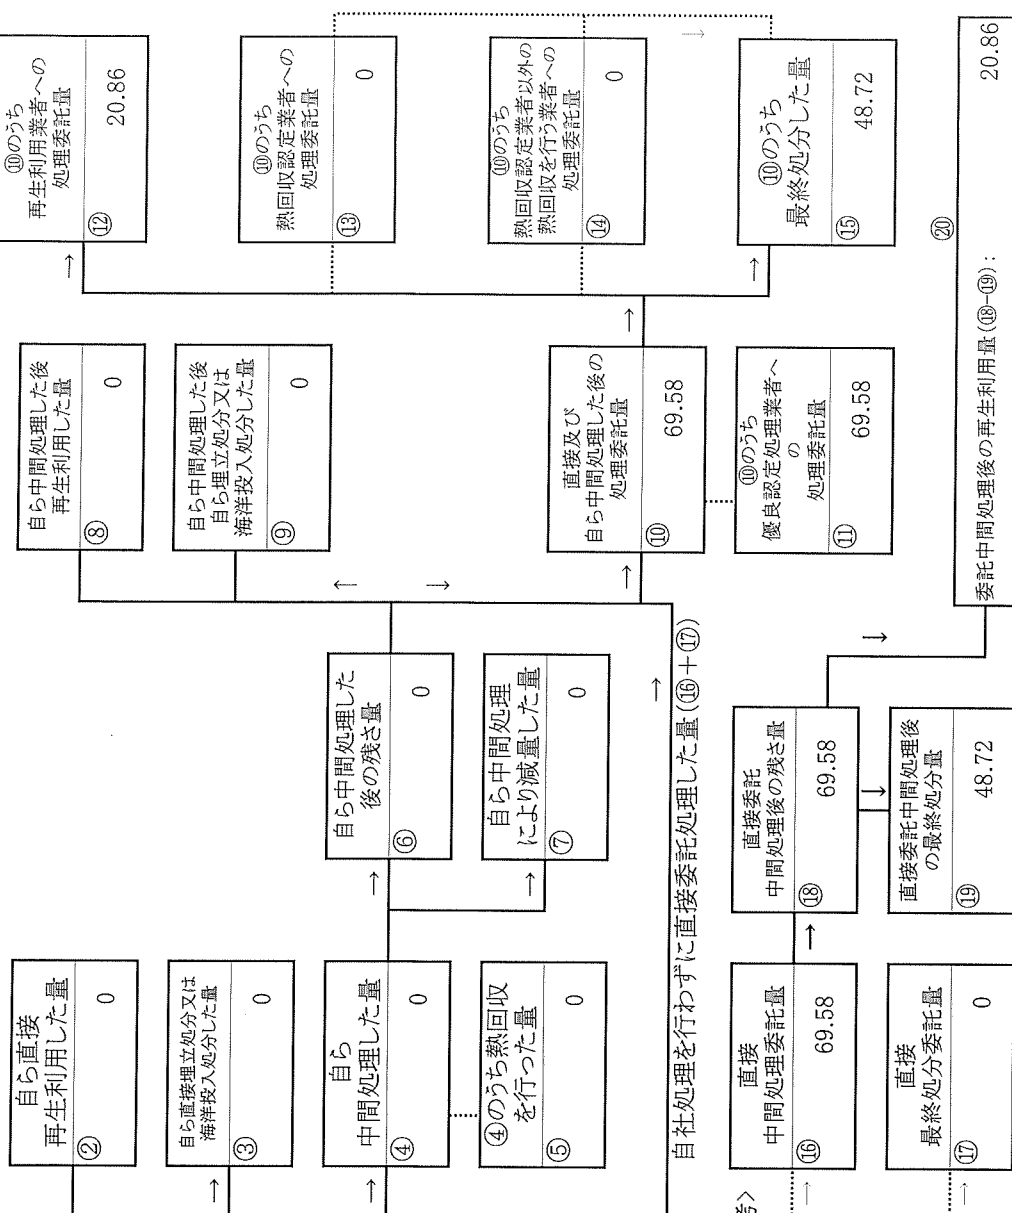 自ら直接
再生利用した量
②
0
自ら直接埋立処分又は
海洋投入処分した量
③
0
自ら
中間処理した量
④
0
④のうち熱回収
を行った量
⑤
0
自ら中間処理した
後の残さ量
⑥
0
自ら中間処理
により減量した量
⑦
0
自ら中間処理した後
再生利用した量
⑧
0
自ら中間処理した後
自ら埋立処分又は
海洋投入処分した量
⑨
0
直接及び
自ら中間処理した後の
処理委託量
⑩
69.58
⑩のうち
優良認定処理業者へ
の
処理委託量
⑪
69.58
⑩のうち
再生利用業者への
処理委託量
⑫
20.86
⑩のうち
熱回収認定業者への
処理委託量
⑬
0
⑩のうち
熱回収認定業者以外の
熱回収を行う業者への
処理委託量
⑭
0
⑩のうち
最終処分した量
⑮
48.72
自社処理を行わずに直接委託処理した量(⑯+⑰)
考>
直接
中間処理委託量
⑯
69.58
直接
最終処分委託量
⑰
0
直接委託
中間処理後の残さ量
⑱
69.58
直接委託中間処理後
の最終処分量
⑲
48.72
⑳
委託中間処理後の再生利用量(⑱-⑲):
20.86